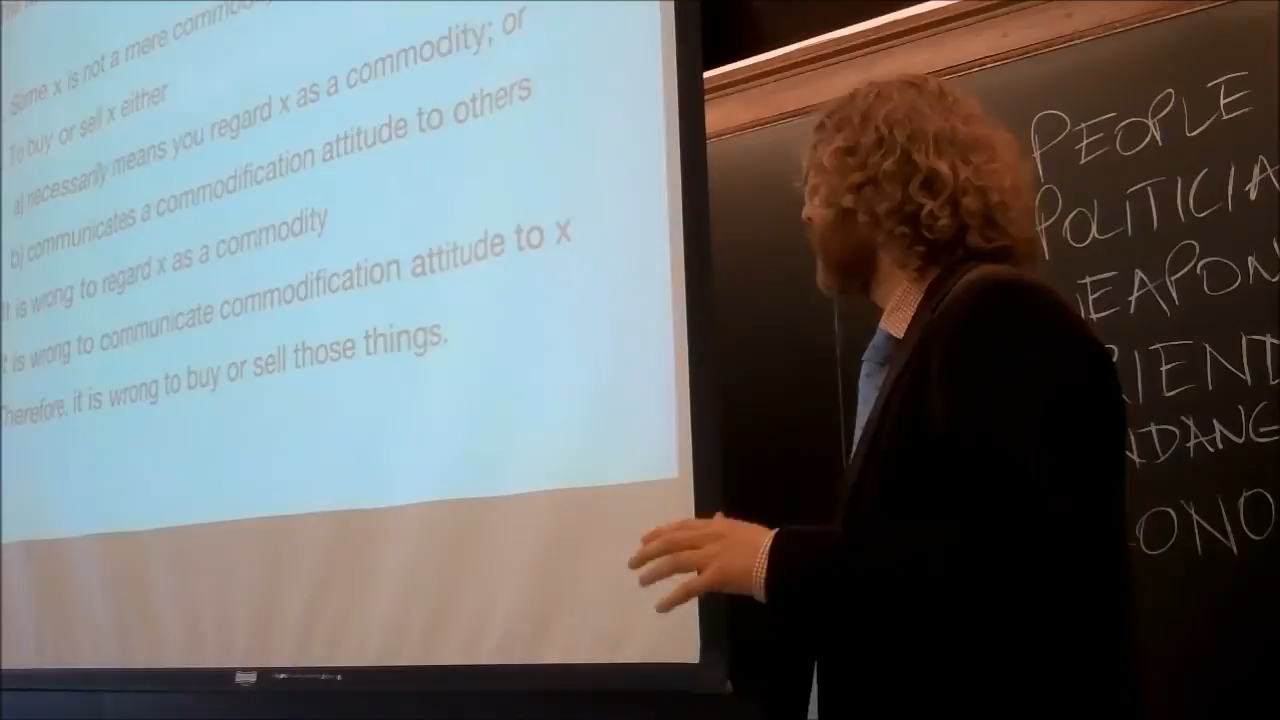 Some x is not a mere
To buy or sell x either
a) necessarily means you regard x as a commodity; or
b) communicates a commodification attitude to others
It is wrong to regard x as a commodity
It is wrong to communicate commodification attitude to x
Therefore, it is wrong to buy or sell those things.
PEOPLE
POLITICIA
EAPON
RIEND
NDANG
ONO